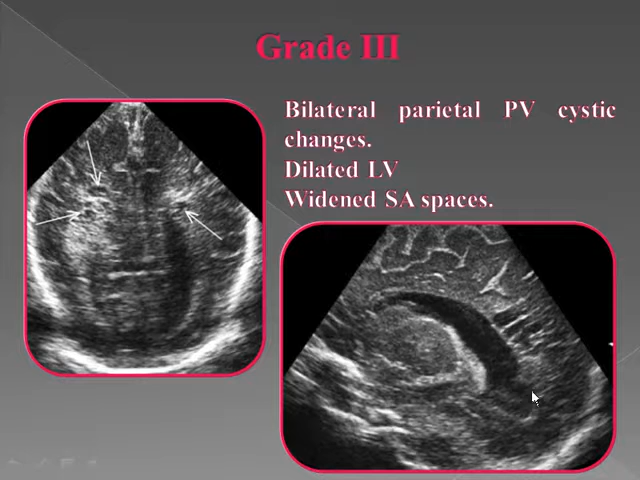 Grade III
Bilateral parietal PV cystic
changes.
Dilated LV
Widened SA spaces.